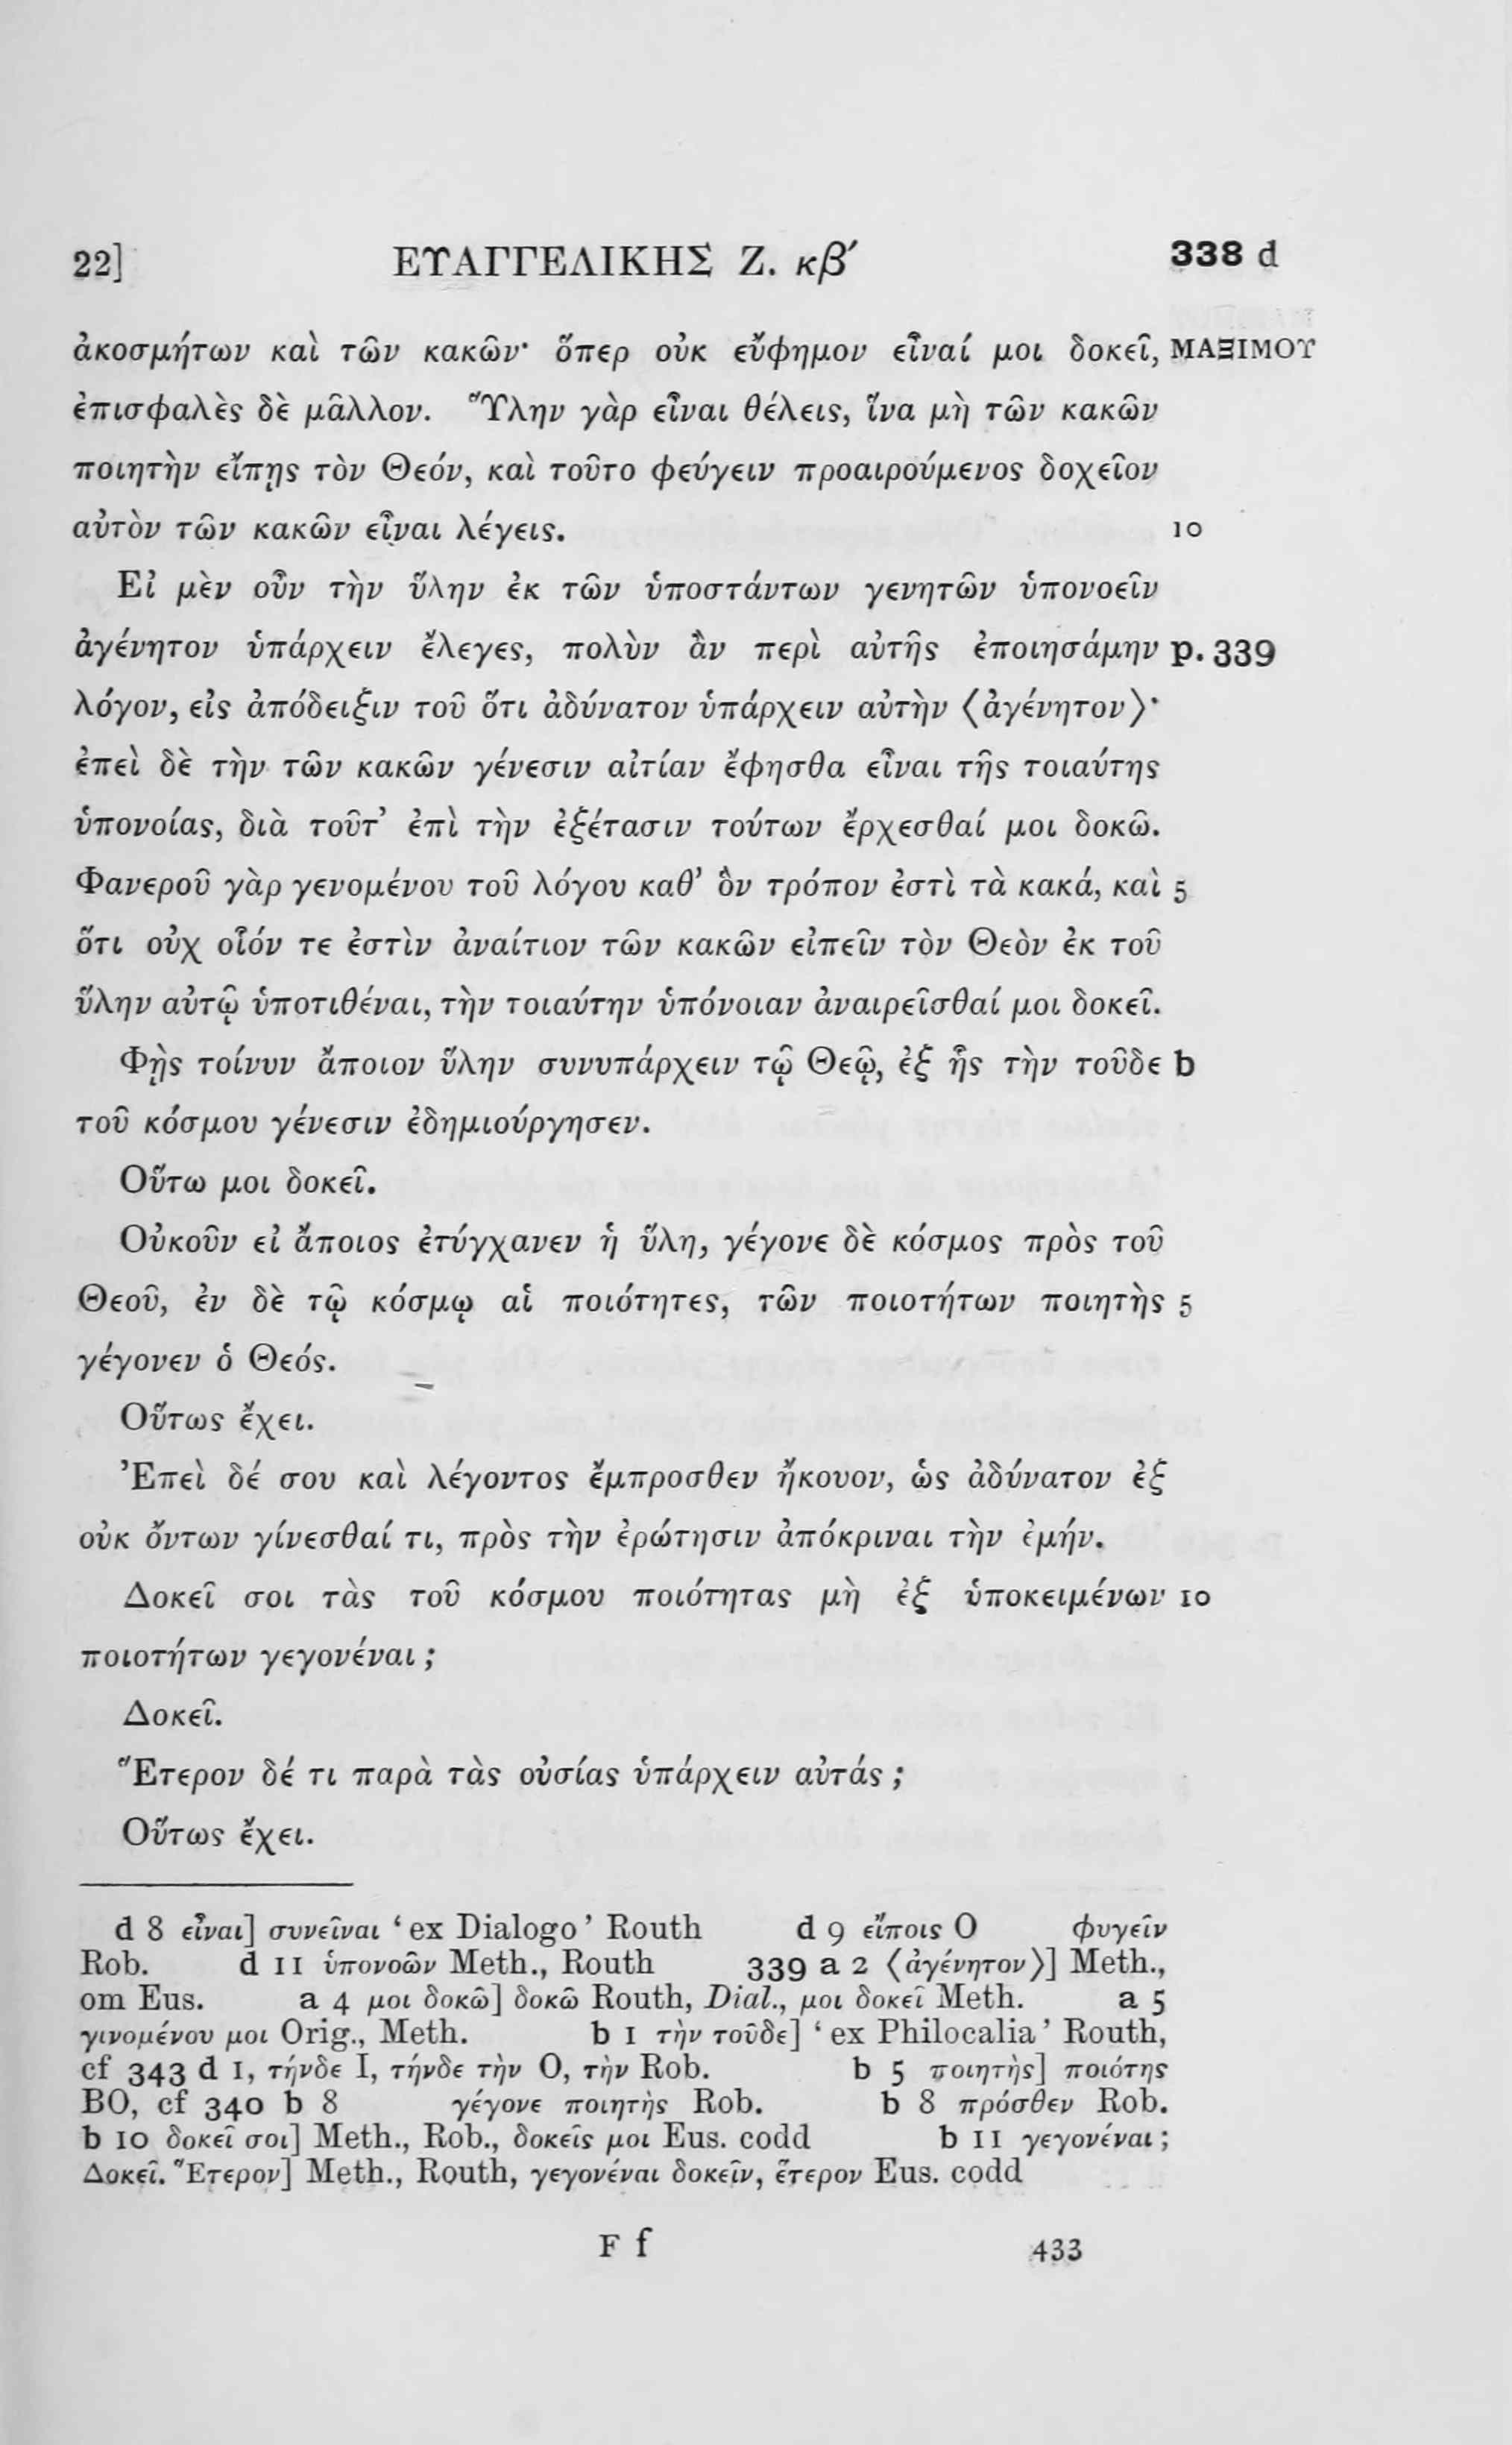 22] ΕΥΑΓΓΕΛΙΚΗΣ Ζ. κβ′ 338 d
ἀκοσμήτων καὶ τῶν κακῶν· ὅπερ οὐκ εὔφημον εἶναί μοι δοκεῖ, ΜΑΞΙΜΟΥ
ἐπισφαλὲς δὲ μᾶλλον. Ὕλην γὰρ εἶναι θέλεις, ἵνα μὴ τῶν κακῶν
ποιητὴν εἴπῃς τὸν Θεόν, καὶ τοῦτο φεύγειν προαιρούμενος δοχεῖον
αὐτὸν τῶν κακῶν εἶναι λέγεις. 10
Εἰ μὲν οὖν τὴν ὕλην ἐκ τῶν ὑποστάντων γενητῶν ὑπονοεῖν
ἀγένητον ὑπάρχειν ἔλεγες, πολὺν ἂν περὶ αὐτῆς ἐποιησάμην p. 339
λόγον, εἰς ἀπόδειξιν τοῦ ὅτι ἀδύνατον ὑπάρχειν αὐτὴν ⟨ἀγένητον⟩·
ἐπεὶ δὲ τὴν τῶν κακῶν γένεσιν αἰτίαν ἔφησθα εἶναι τῆς τοιαύτης
ὑπονοίας, διὰ τοῦτ’ ἐπὶ τὴν ἐξέτασιν τούτων ἔρχεσθαί μοι δοκῶ.
Φανεροῦ γὰρ γενομένου τοῦ λόγου καθ’ ὃν τρόπον ἐστὶ τὰ κακά, καὶ 5
ὅτι οὐχ οἷόν τε ἐστὶν ἀναίτιον τῶν κακῶν εἰπεῖν τὸν Θεὸν ἐκ τοῦ
ὕλην αὐτῷ ὑποτιθέναι, τὴν τοιαύτην ὑπόνοιαν ἀναιρεῖσθαί μοι δοκεῖ.
Φῂς τοίνυν ἄποιον ὕλην συνυπάρχειν τῷ Θεῷ, ἐξ ἧς τὴν τοῦδε b
τοῦ κόσμου γένεσιν ἐδημιούργησεν.
Οὕτω μοι δοκεῖ.
Οὐκοῦν εἰ ἄποιος ἐτύγχανεν ἡ ὕλη, γέγονε δὲ κόσμος πρὸς τοῦ
Θεοῦ, ἐν δὲ τῷ κόσμῳ αἱ ποιότητες, τῶν ποιοτήτων ποιητὴς 5
γέγονεν ὁ Θεός.
Οὕτως ἔχει.
Ἐπεὶ δέ σου καὶ λέγοντος ἔμπροσθεν ἤκουον, ὡς ἀδύνατον ἐξ
οὐκ ὄντων γίνεσθαί τι, πρὸς τὴν ἐρώτησιν ἀπόκριναι τὴν ἐμήν.
Δοκεῖ σοι τὰς τοῦ κόσμου ποιότητας μὴ ἐξ ὑποκειμένων 10
ποιοτήτων γεγονέναι ;
Δοκεῖ.
Ἕτερον δέ τι παρὰ τὰς οὐσίας ὑπάρχειν αὐτάς ;
Οὕτως ἔχει.
d 8 εἶναι] συνεῖναι ‘ex Dialogo’ Routh d 9 εἴποις O φυγεῖν
Rob. d 11 ὑπονοῶν Meth., Routh 339 a 2 ⟨ἀγένητον⟩] Meth.,
om Eus. a 4 μοι δοκῶ] δοκῶ Routh, Dial., μοι δοκεῖ Meth. a 5
γινομένου μοι Orig., Meth. b 1 τὴν τοῦδε] ‘ex Philocalia’ Routh,
cf 343 d 1, τήνδε I, τήνδε τὴν O, τὴν Rob. b 5 ποιητὴς] ποιότης
BO, cf 340 b 8 γέγονε ποιητὴς Rob. b 8 πρόσθεν Rob.
b 10 δοκεῖ σοι] Meth., Rob., δοκεῖς μοι Eus. codd b 11 γεγονέναι ;
Δοκεῖ. Ἕτερον] Meth., Routh, γεγονέναι δοκεῖν, ἕτερον Eus. codd
F f 433